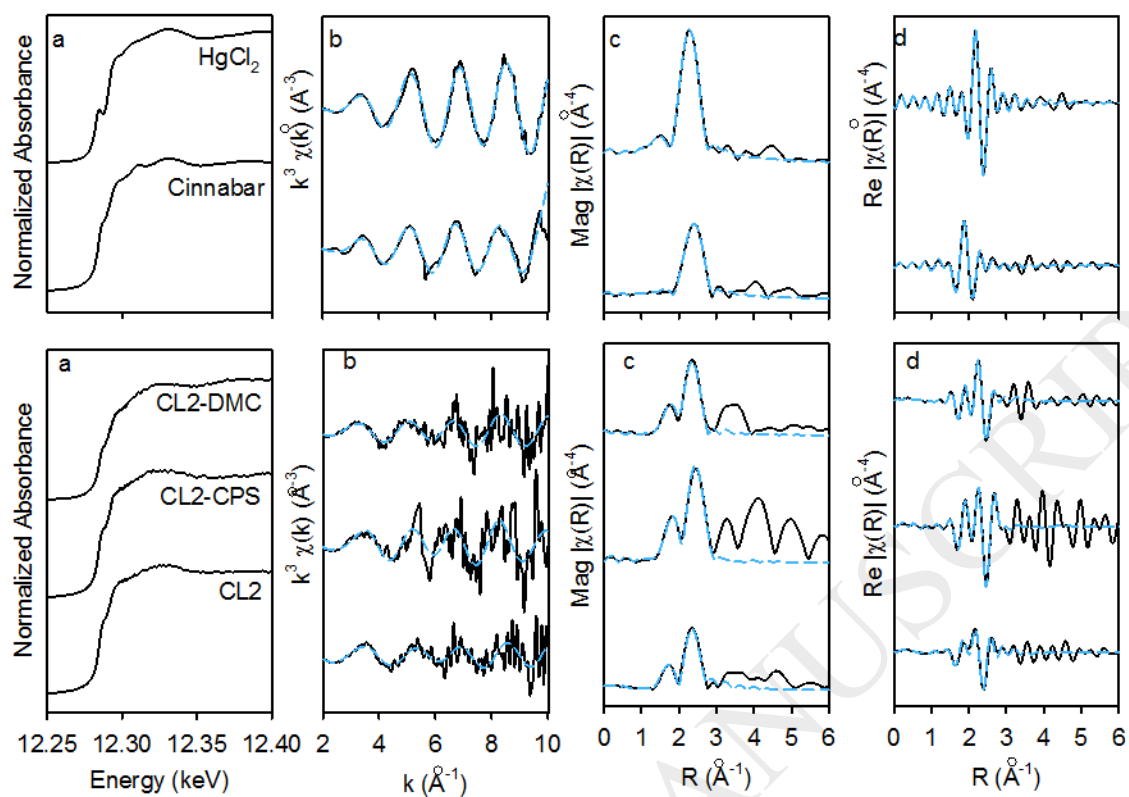 a
HgCl₂
Cinnabar
Normalized Absorbance
b
k³ χ(k) (Å⁻³)
c
Mag |χ(R)| (Å⁻⁴)
d
Re |χ(R)| (Å⁻⁴)
a
CL2-DMC
CL2-CPS
CL2
Normalized Absorbance
12.25 12.30 12.35 12.40
Energy (keV)
b
k³ χ(k) (Å⁻³)
2 4 6 8 10
k (Å⁻¹)
c
Mag |χ(R)| (Å⁻⁴)
0 1 2 3 4 5 6
R (Å⁻¹)
d
Re |χ(R)| (Å⁻⁴)
0 1 2 3 4 5 6
R (Å⁻¹)
ANUSCRIP